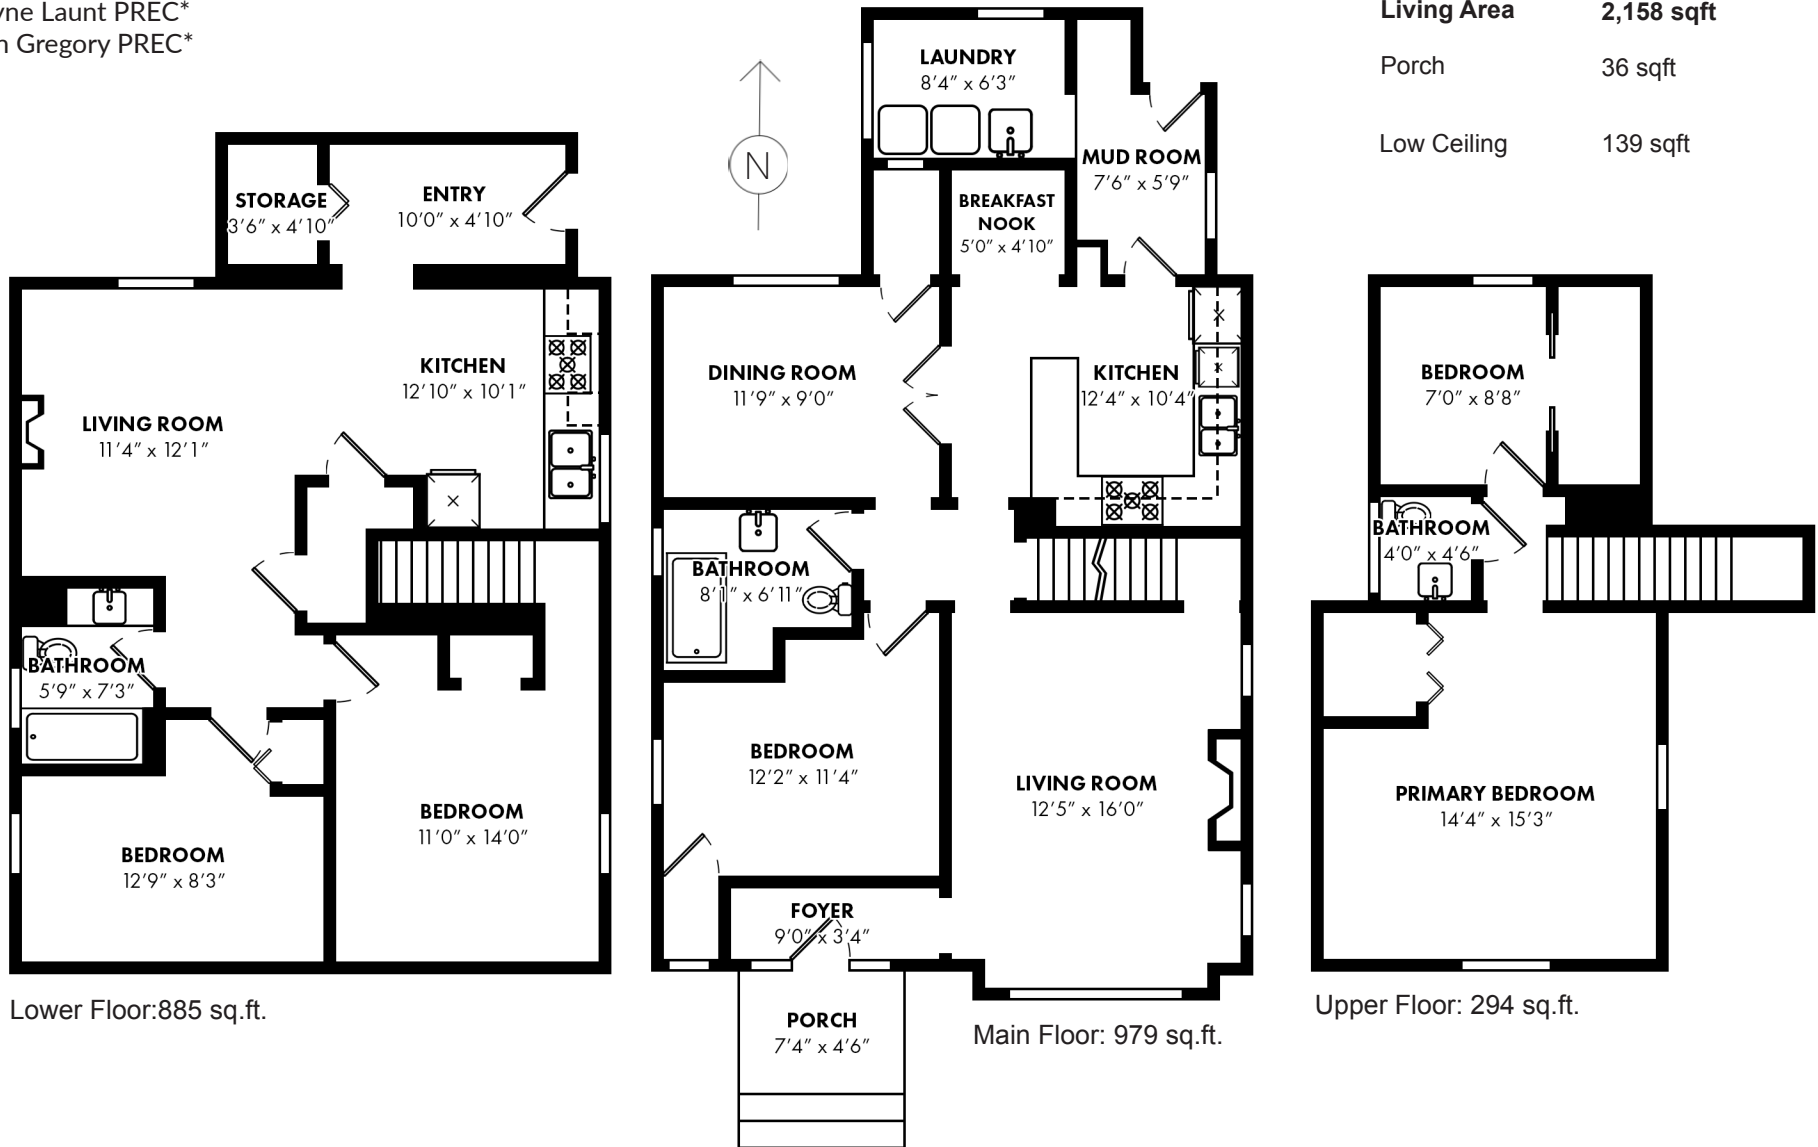 yne Launt PREC*
n Gregory PREC*
Living Area 2,158 sqft
Porch 36 sqft
Low Ceiling 139 sqft
N
STORAGE
3'6" x 4'10"
ENTRY
10'0" x 4'10"
KITCHEN
12'10" x 10'1"
LIVING ROOM
11'4" x 12'1"
BATHROOM
5'9" x 7'3"
BEDROOM
12'9" x 8'3"
BEDROOM
11'0" x 14'0"
Lower Floor:885 sq.ft.
LAUNDRY
8'4" x 6'3"
MUD ROOM
7'6" x 5'9"
BREAKFAST
NOOK
5'0" x 4'10"
DINING ROOM
11'9" x 9'0"
KITCHEN
12'4" x 10'4"
BATHROOM
8'1" x 6'11"
BEDROOM
12'2" x 11'4"
LIVING ROOM
12'5" x 16'0"
FOYER
9'0" x 3'4"
PORCH
7'4" x 4'6"
Main Floor: 979 sq.ft.
BEDROOM
7'0" x 8'8"
BATHROOM
4'0" x 4'6"
PRIMARY BEDROOM
14'4" x 15'3"
Upper Floor: 294 sq.ft.